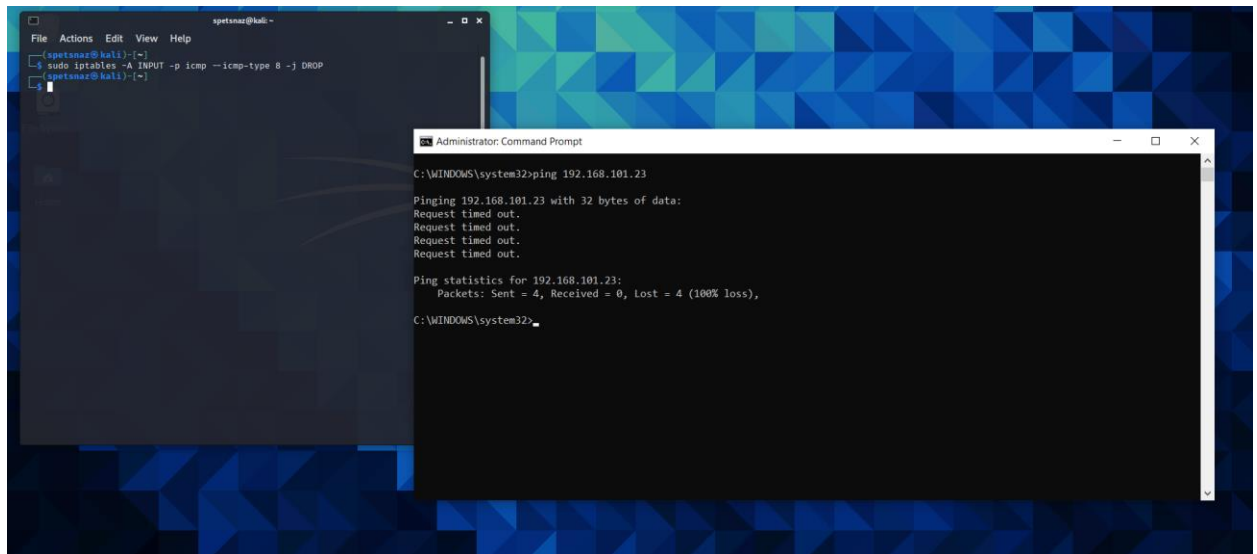 spetsnaz@kali: ~
File Actions Edit View Help
(spetsnaz㉿kali)-[~]
$ sudo iptables -A INPUT -p icmp --icmp-type 8 -j DROP
(spetsnaz㉿kali)-[~]
$
Administrator: Command Prompt
C:\WINDOWS\system32>ping 192.168.101.23
Pinging 192.168.101.23 with 32 bytes of data:
Request timed out.
Request timed out.
Request timed out.
Request timed out.
Ping statistics for 192.168.101.23:
Packets: Sent = 4, Received = 0, Lost = 4 (100% loss),
C:\WINDOWS\system32>